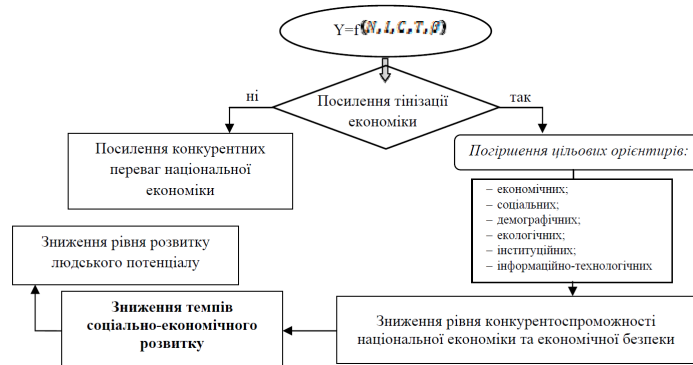 Y=f(N, I, C, T, β)
Посилення тінізації
економіки
ні
так
Посилення конкурентних
переваг національної
економіки
Погіршення цільових орієнтирів:
– економічних;
– соціальних;
– демографічних;
– екологічних;
– інституційних;
– інформаційно-технологічних
Зниження рівня розвитку
людського потенціалу
Зниження темпів
соціально-економічного
розвитку
Зниження рівня конкурентоспроможності
національної економіки та економічної безпеки